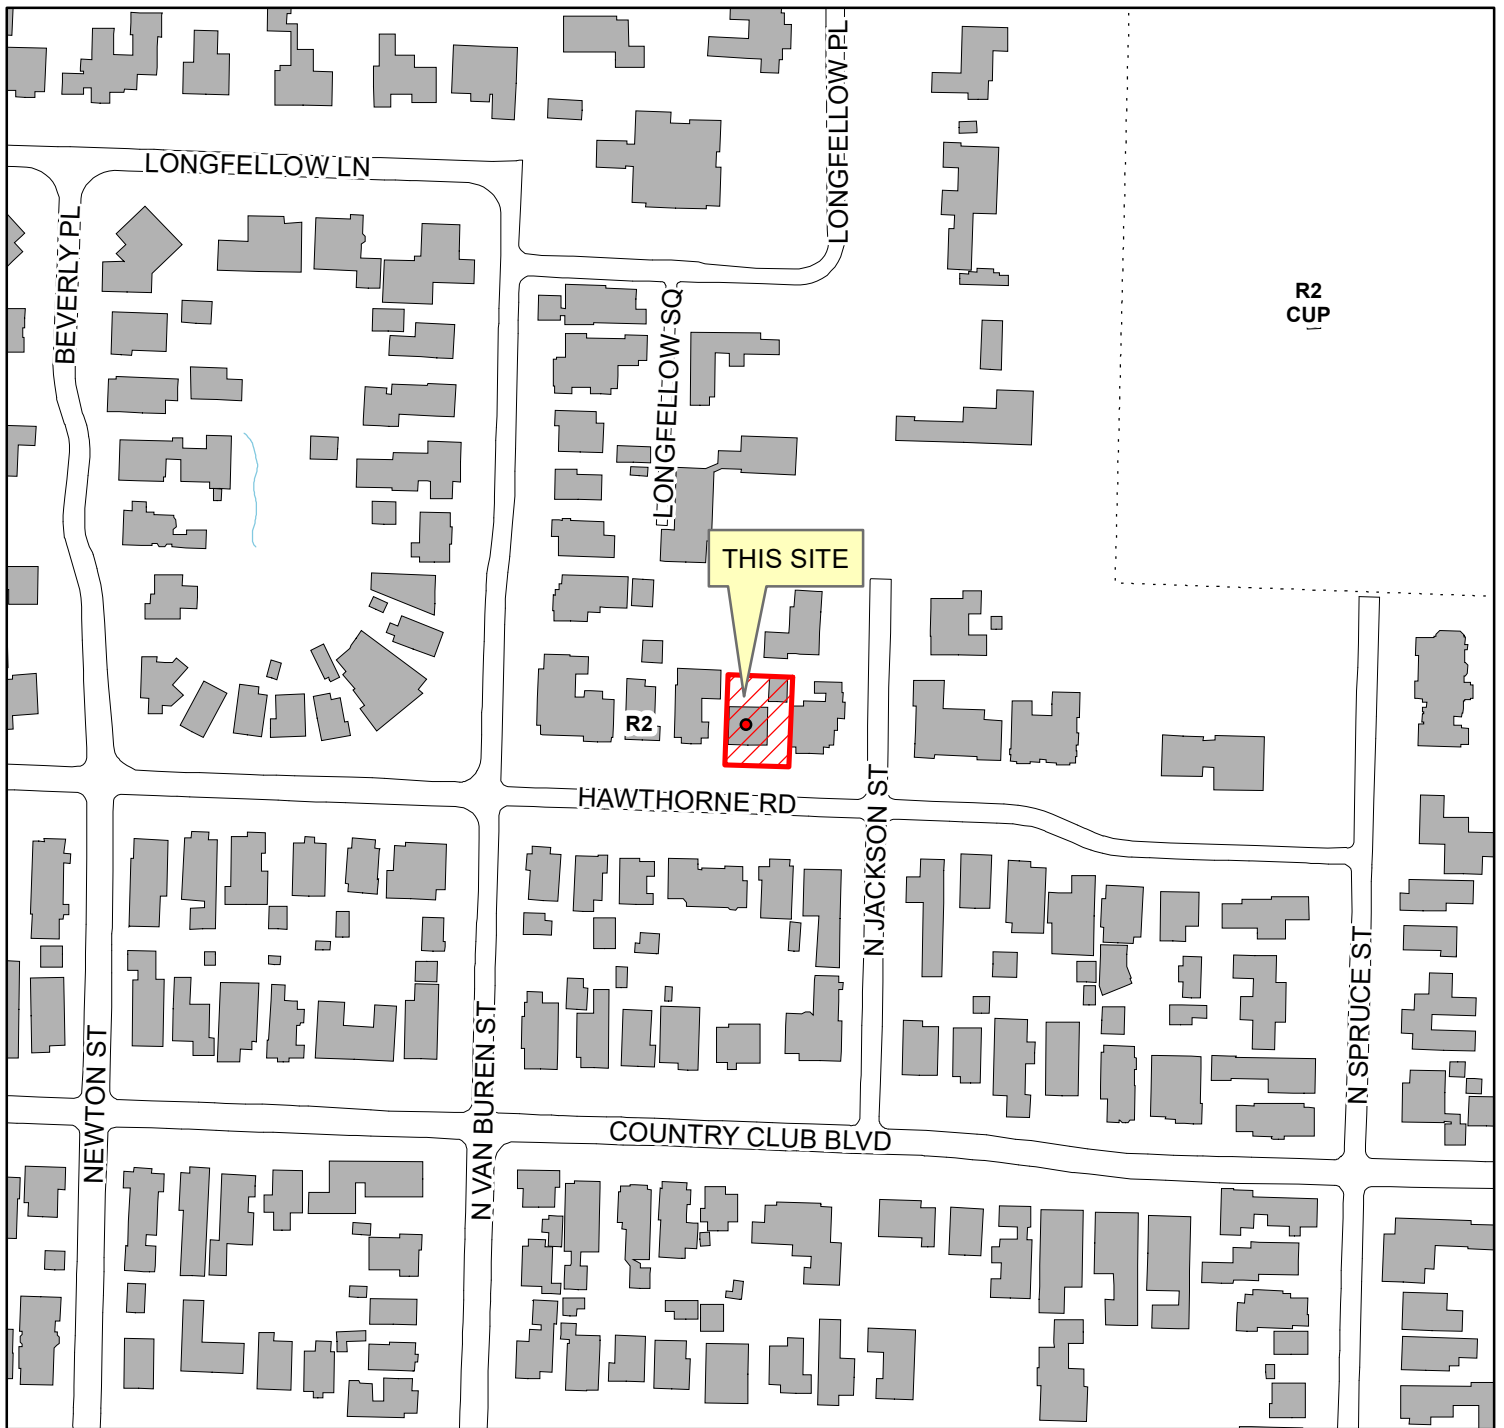 LONGFELLOW PL
LONGFELLOW LN
BEVERLY PL
R2
CUP
LONGFELLOW SQ
THIS SITE
R2
HAWTHORNE RD
N JACKSON ST
N SPRUCE ST
NEWTON ST
N VAN BUREN ST
COUNTRY CLUB BLVD